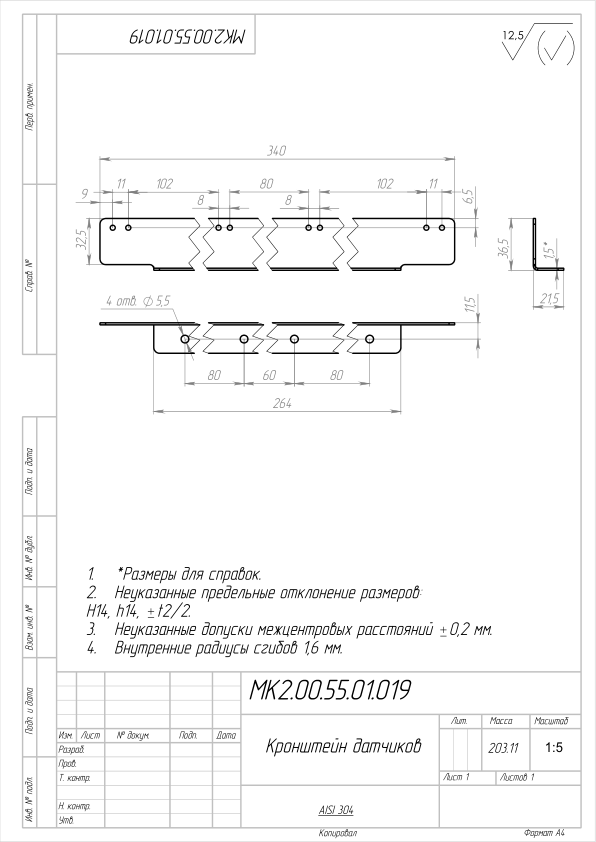 МК2.00.55.01.019
12,5
Перв. примен.
340
11
102
80
102
11
9
8
8
6,5
32,5
36,5
1,5*
21,5
Справ. №
4 отв. ∅5,5
11,5
80
60
80
264
Подп. и дата
Инв. № дубл.
Взам. инв. №
Подп. и дата
Инв. № подл.
1. *Размеры для справок.
2. Неуказанные предельные отклонение размеров:
H14, h14, ±t2/2.
3. Неуказанные допуски межцентровых расстояний ±0,2 мм.
4. Внутренние радиусы сгибов 1,6 мм.
МК2.00.55.01.019
Изм. Лист № докум. Подп. Дата
Разраб.
Пров.
Т. контр.
Н. контр.
Утв.
Кронштейн датчиков
Лит. Масса Масштаб
203.11 1:5
Лист 1 Листов 1
AISI 304
Копировал Формат A4